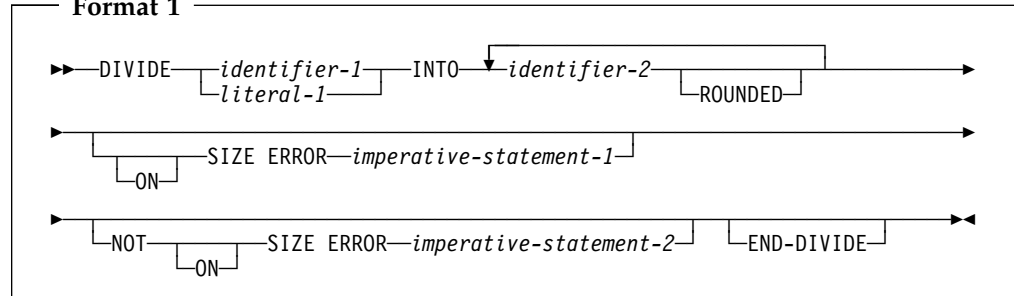 Format 1
DIVIDE identifier-1 INTO identifier-2
literal-1 ROUNDED
SIZE ERROR imperative-statement-1
ON
NOT SIZE ERROR imperative-statement-2 END-DIVIDE
ON